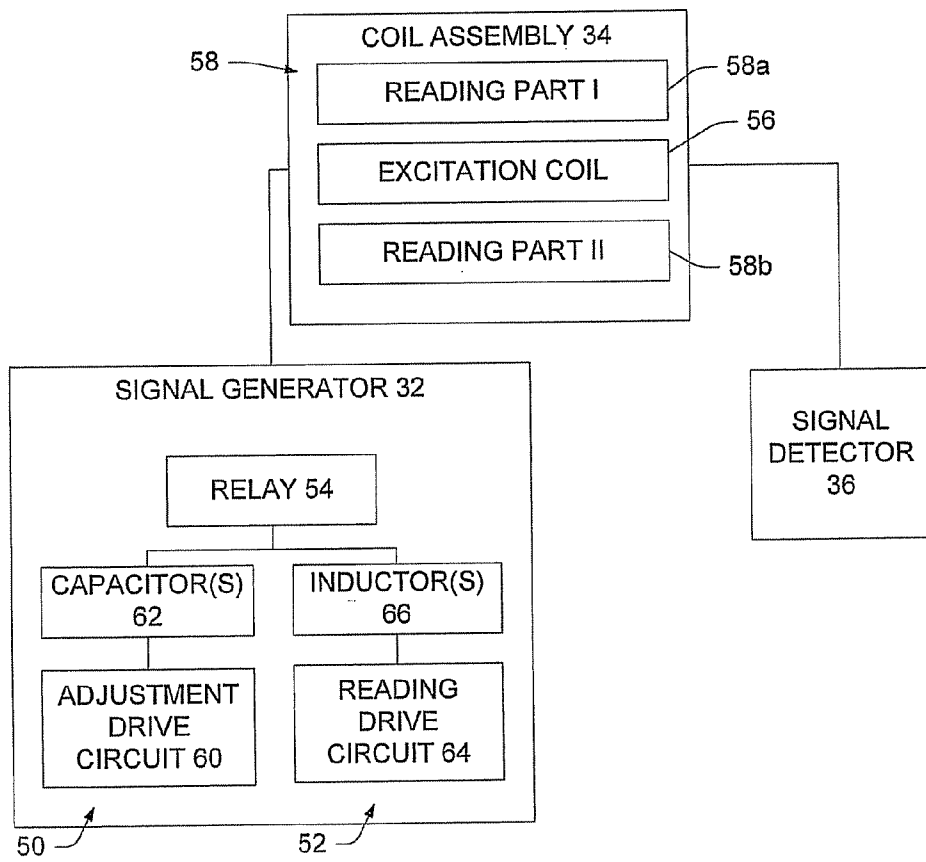 COIL ASSEMBLY 34
58
READING PART I
58a
56
EXCITATION COIL
READING PART II
58b
SIGNAL GENERATOR 32
SIGNAL
DETECTOR
36
RELAY 54
CAPACITOR(S)
62
INDUCTOR(S)
66
ADJUSTMENT
DRIVE
CIRCUIT 60
READING
DRIVE
CIRCUIT 64
50
52